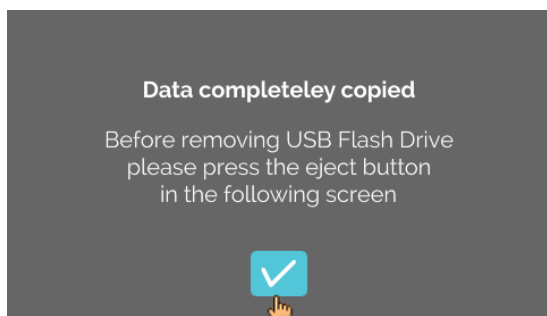 Data completeley copied
Before removing USB Flash Drive
please press the eject button
in the following screen